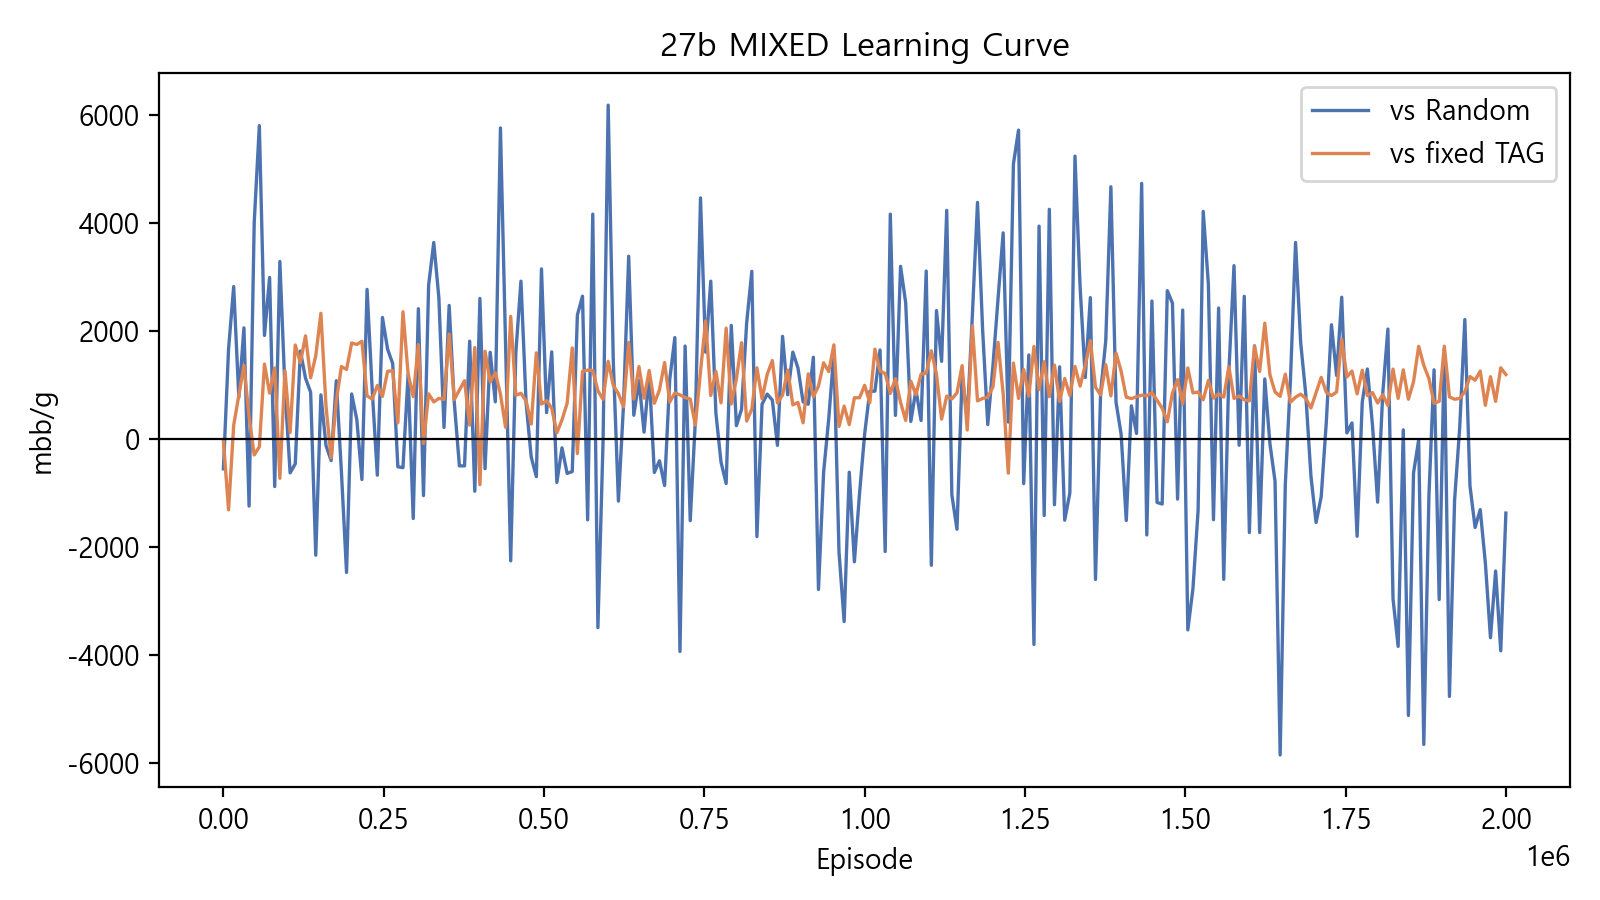 27b MIXED Learning Curve
vs Random
vs fixed TAG
mbb/g
6000
4000
2000
0
-2000
-4000
-6000
0.00 0.25 0.50 0.75 1.00 1.25 1.50 1.75 2.00
1e6
Episode